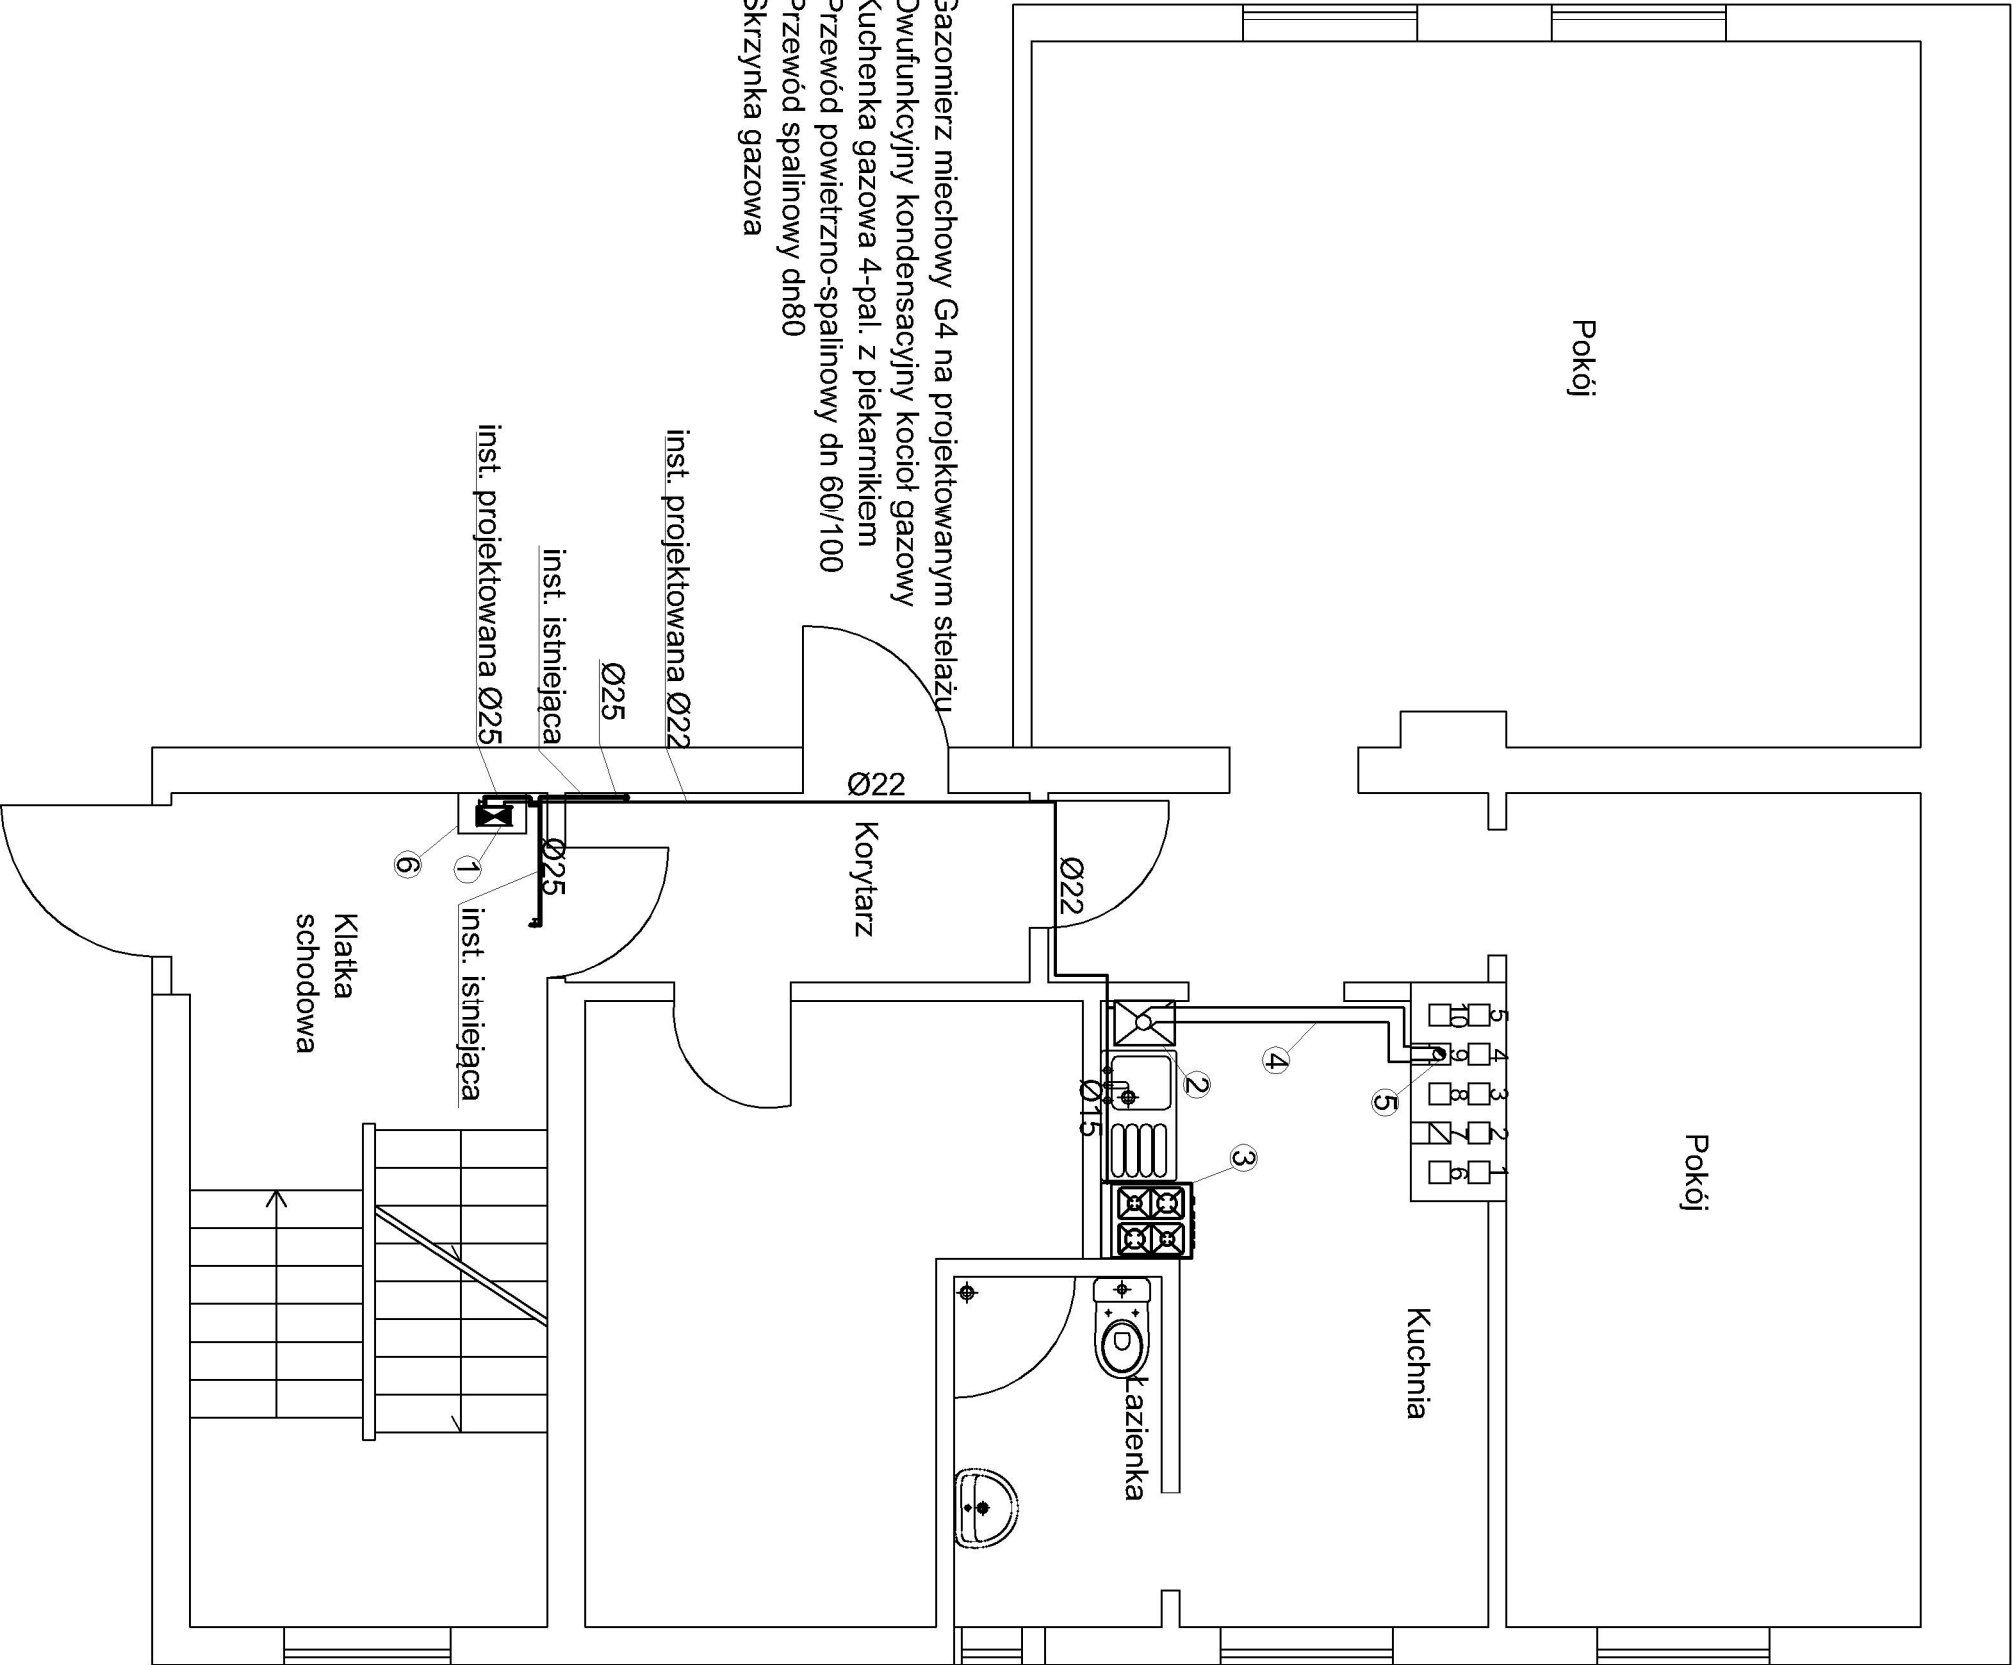 Gazomierz miechowy G4 na projektowanym stelażu
Dwufunkcyjny kondensacyjny kocioł gazowy
Kuchenka gazowa 4-pal. z piekarnikiem
Przewód powietrzno-spalinowy dn 60/100
Przewód spalinowy dn80
Skrzynka gazowa
Pokój
Pokój
5
4
3
2
1
10
9
8
7
6
Kuchnia
4
5
2
3
Ø15
Łazienka
Ø22
Ø22
Korytarz
inst. projektowana Ø22
Ø25
inst. istniejąca
inst. projektowana Ø25
Ø25
1
6
inst. istniejąca
Klatka
schodowa